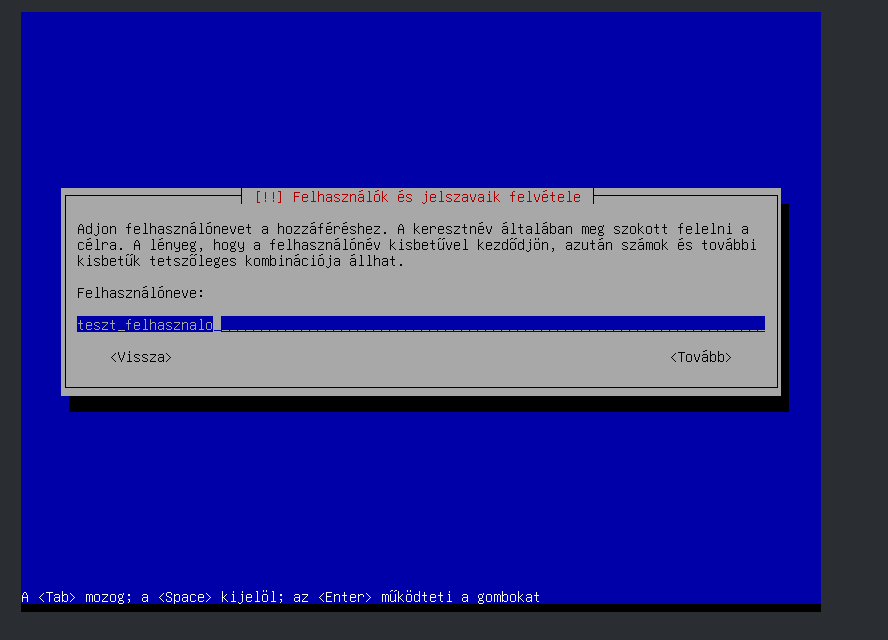 [!!] Felhasználók és jelszavaik felvétele
Adjon felhasználónevet a hozzáféréshez. A keresztnév általában meg szokott felelni a
célra. A lényeg, hogy a felhasználónév kisbetűvel kezdődjön, azután számok és további
kisbetűk tetszőleges kombinációja állhat.
Felhasználóneve:
teszt_felhasznalo
<Vissza> <Tovább>
A <Tab> mozog; a <Space> kijelöl; az <Enter> működteti a gombokat